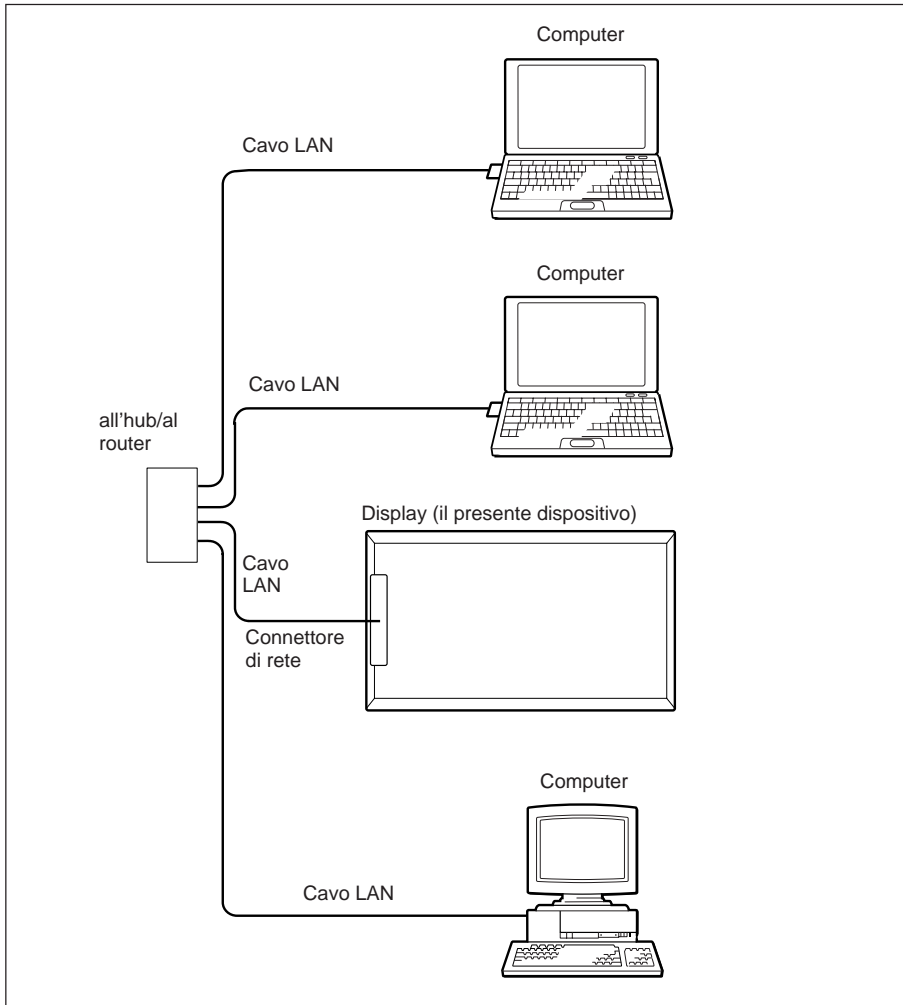 Computer
Cavo LAN
Computer
Cavo LAN
all'hub/al
router
Display (il presente dispositivo)
Cavo
LAN
Connettore
di rete
Computer
Cavo LAN